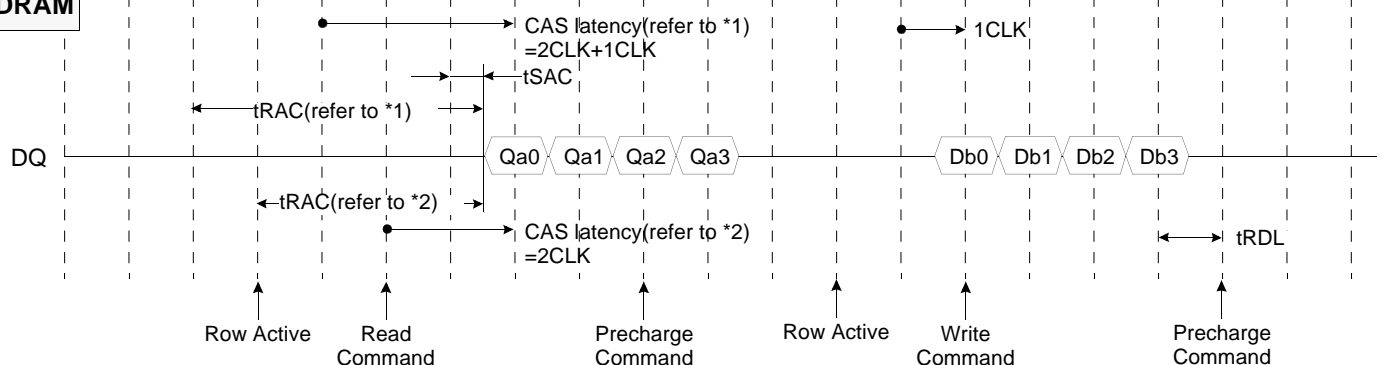 DRAM
CAS latency(refer to *1)
=2CLK+1CLK
1CLK
tSAC
tRAC(refer to *1)
DQ
Qa0 Qa1 Qa2 Qa3 Db0 Db1 Db2 Db3
tRAC(refer to *2)
CAS latency(refer to *2)
=2CLK
tRDL
Row Active
Read
Command
Precharge
Command
Row Active
Write
Command
Precharge
Command